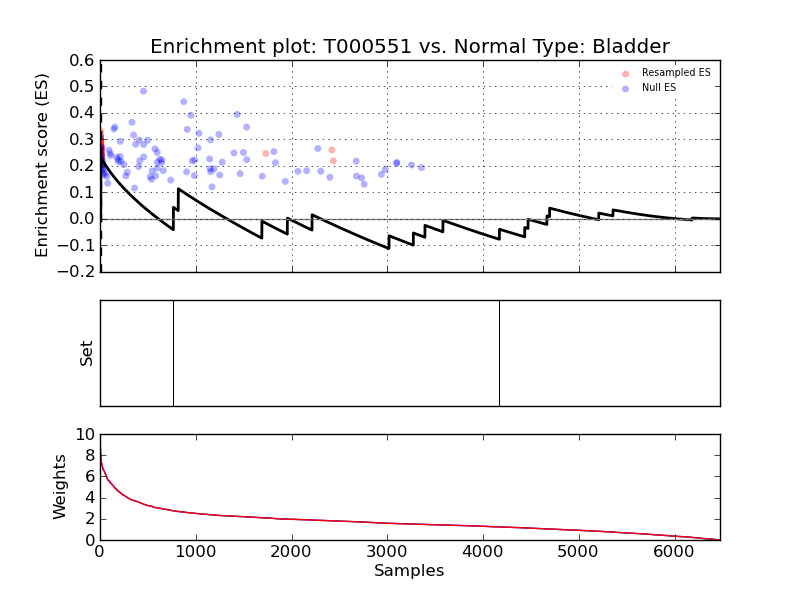 Enrichment plot: T000551 vs. Normal Type: Bladder
Enrichment score (ES)
0.6
0.5
0.4
0.3
0.2
0.1
0.0
−0.1
−0.2
Resampled ES
Null ES
Set
Weights
10
8
6
4
2
0
0 1000 2000 3000 4000 5000 6000
Samples